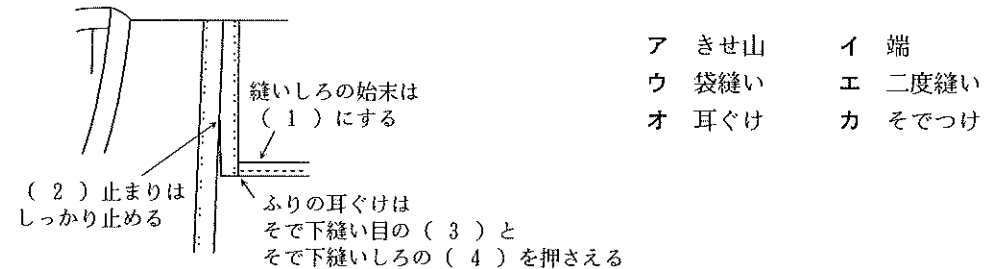 ア きせ山 イ 端
ウ 袋縫い エ 二度縫い
オ 耳ぐけ カ そでつけ
縫いしろの始末は
( 1 )にする
( 2 )止まりは
しっかり止める
ふりの耳ぐけは
そで下縫い目の( 3 )と
そで下縫いしろの( 4 )を押さえる